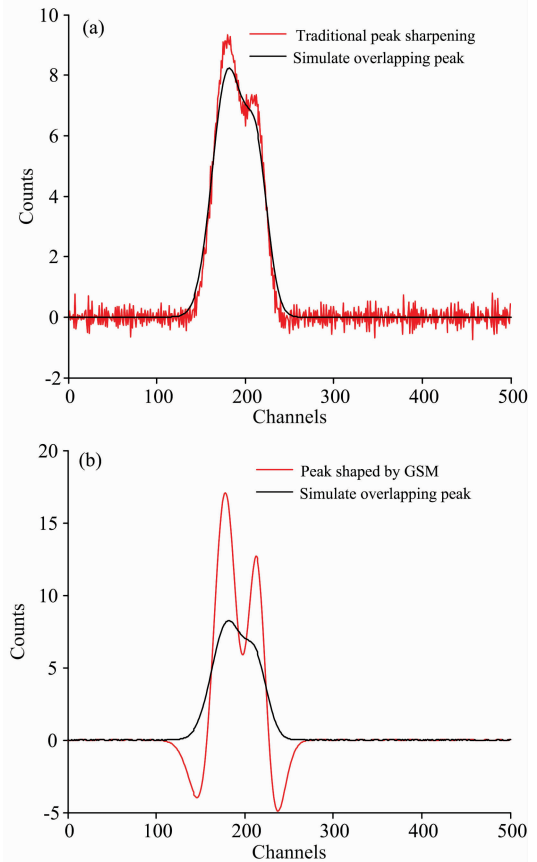 (a)
Traditional peak sharpening
Simulate overlapping peak
10
8
6
4
2
0
-2
Counts
0 100 200 300 400 500
Channels
(b)
Peak shaped by GSM
Simulate overlapping peak
20
15
10
5
0
-5
Counts
0 100 200 300 400 500
Channels